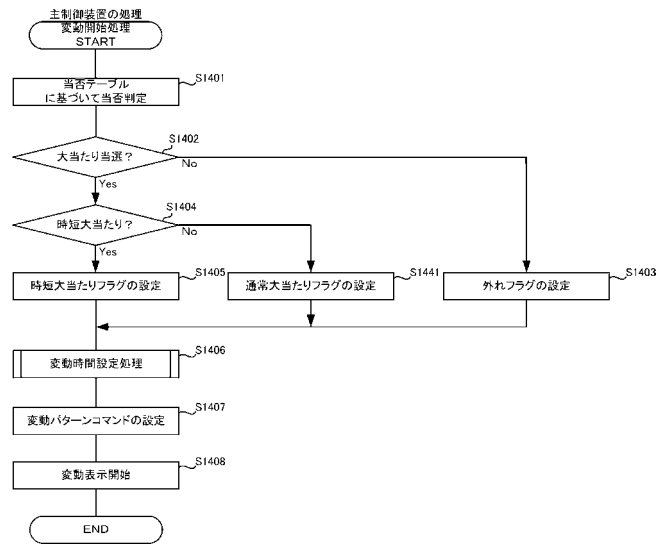 主制御装置の処理
変動開始処理
START
S1401
当否テーブル
に基づいて当否判定
S1402
大当たり当選？
No
Yes
S1404
時短大当たり？
No
Yes
S1405
時短大当たりフラグの設定
S1441
通常大当たりフラグの設定
S1403
外れフラグの設定
S1406
変動時間設定処理
S1407
変動パターンコマンドの設定
S1408
変動表示開始
END